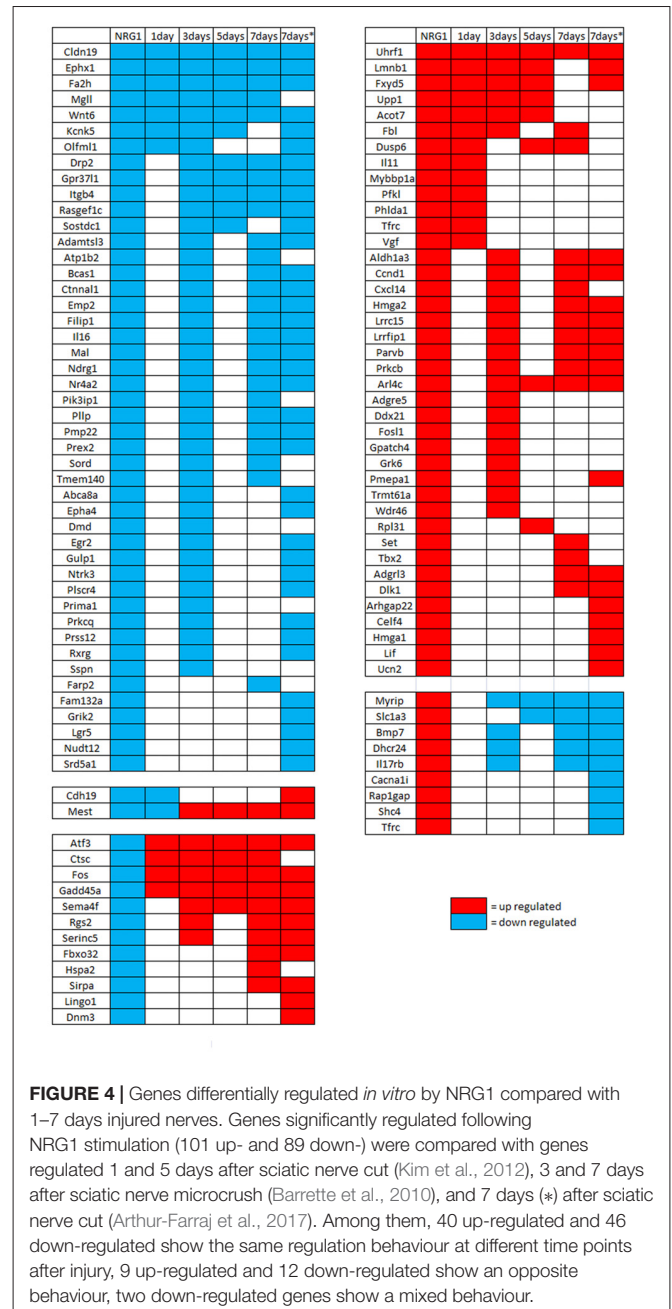 NRG1 1day 3days 5days 7days 7days*
Cldn19
Ephx1
Fa2h
Mgll
Wnt6
Kcnk5
Olfml1
Drp2
Gpr37l1
Itgb4
Rasgef1c
Sostdc1
Adamtsl3
Atp1b2
Bcas1
Ctnnal1
Emp2
Filip1
Il16
Mal
Ndrg1
Nr4a2
Pik3ip1
Pllp
Pmp22
Prex2
Sord
Tmem140
Abca8a
Epha4
Dmd
Egr2
Gulp1
Ntrk3
Plscr4
Prima1
Prkcq
Prss12
Rxrg
Sspn
Farp2
Fam132a
Grik2
Lgr5
Nudt12
Srd5a1
Cdh19
Mest
Atf3
Ctsc
Fos
Gadd45a
Sema4f
Rgs2
Serinc5
Fbxo32
Hspa2
Sirpa
Lingo1
Dnm3
NRG1 1day 3days 5days 7days 7days*
Uhrf1
Lmnb1
Fxyd5
Upp1
Acot7
Fbl
Dusp6
Il11
Mybbp1a
Pfkl
Phlda1
Tfrc
Vgf
Aldh1a3
Ccnd1
Cxcl14
Hmga2
Lrrc15
Lrrfip1
Parvb
Prkcb
Arl4c
Adgre5
Ddx21
Fosl1
Gpatch4
Grk6
Pmepa1
Trmt61a
Wdr46
Rpl31
Set
Tbx2
Adgrl3
Dlk1
Arhgap22
Celf4
Hmga1
Lif
Ucn2
Myrip
Slc1a3
Bmp7
Dhcr24
Il17rb
Cacna1i
Rap1gap
Shc4
Tfrc
= up regulated
= down regulated
FIGURE 4 | Genes differentially regulated in vitro by NRG1 compared with
1–7 days injured nerves. Genes significantly regulated following
NRG1 stimulation (101 up- and 89 down-) were compared with genes
regulated 1 and 5 days after sciatic nerve cut (Kim et al., 2012), 3 and 7 days
after sciatic nerve microcrush (Barrette et al., 2010), and 7 days (*) after sciatic
nerve cut (Arthur-Farraj et al., 2017). Among them, 40 up-regulated and 46
down-regulated show the same regulation behaviour at different time points
after injury, 9 up-regulated and 12 down-regulated show an opposite
behaviour, two down-regulated genes show a mixed behaviour.